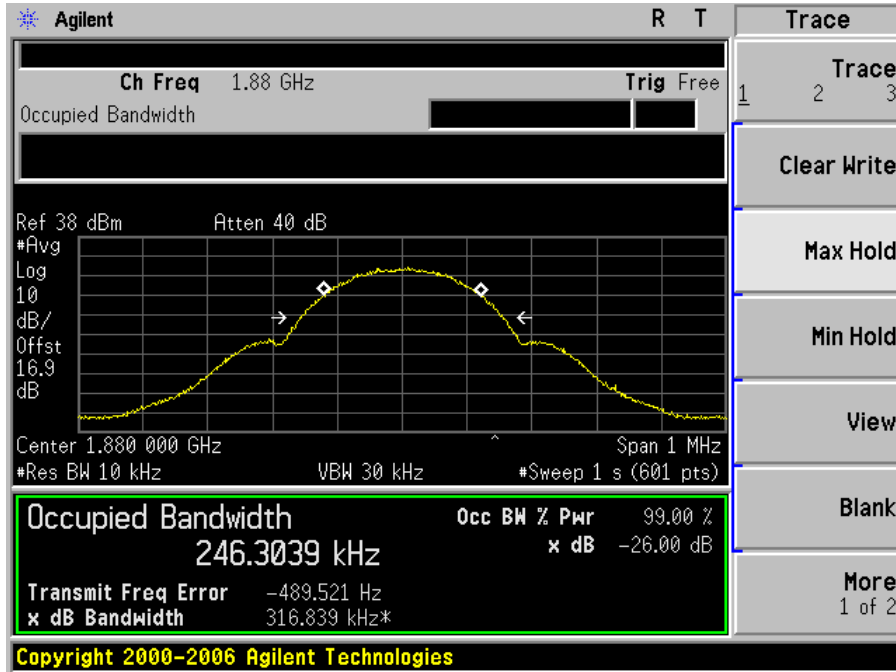 Agilent R T Trace
Ch Freq 1.88 GHz Trig Free
Occupied Bandwidth
Trace
1 2 3
Clear Write
Max Hold
Min Hold
View
Blank
More
1 of 2
Ref 38 dBm Atten 40 dB
#Avg
Log
10
dB/
Offst
16.9
dB
Center 1.880 000 GHz Span 1 MHz
#Res BW 10 kHz VBW 30 kHz #Sweep 1 s (601 pts)
Occupied Bandwidth
246.3039 kHz
Occ BW % Pwr 99.00 %
x dB -26.00 dB
Transmit Freq Error -489.521 Hz
x dB Bandwidth 316.839 kHz*
Copyright 2000-2006 Agilent Technologies